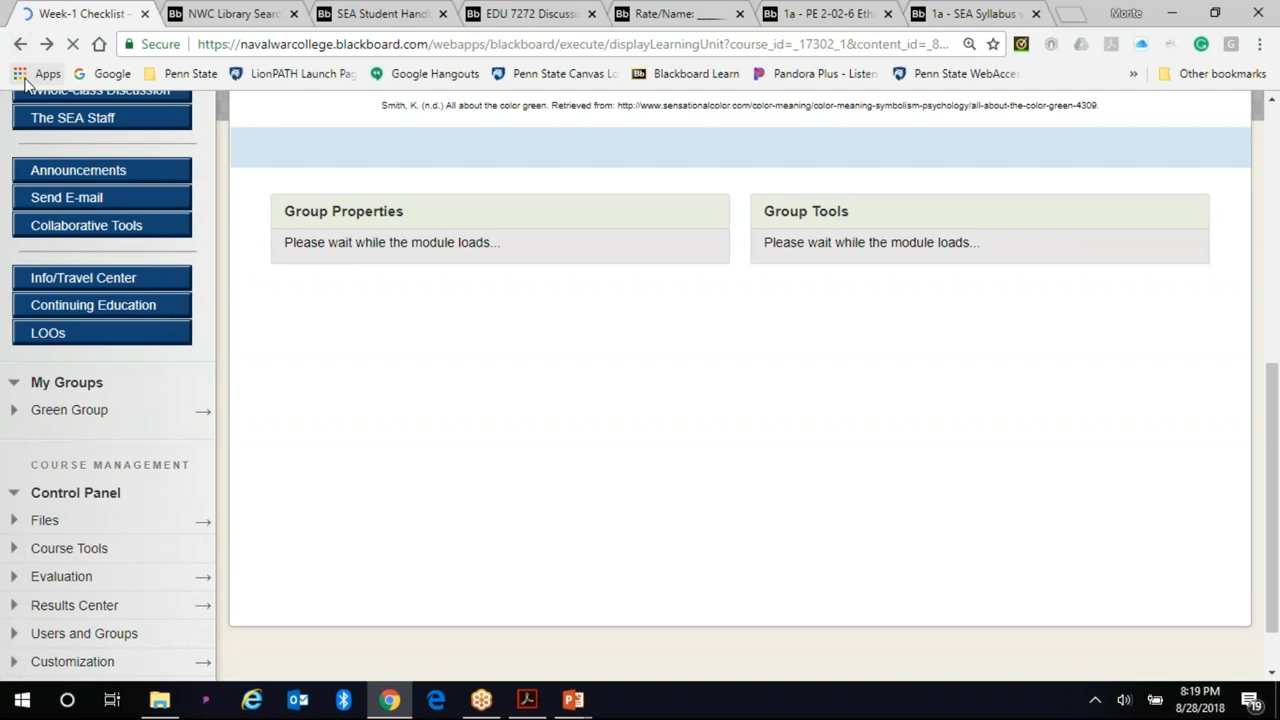 Week-1 Checklist – NWC Library Sear EDU SEA Student Handl EDU 7272 Discussi Rate/Name: _____ 1a - PE 2-02-6 Eth 1a - SEA Syllabus Monte
Secure https://navalwarcollege.blackboard.com/webapps/blackboard/execute/displayLearningUnit?course_id=_17302_1&content_id=_8...
Apps Google Penn State LionPATH Launch Pag Google Hangouts Penn State Canvas Lo Blackboard Learn Pandora Plus - Listen Penn State WebAcces » Other bookmarks
Whole-class Discussion
Smith, K. (n.d.) All about the color green. Retrieved from: http://www.sensationalcolor.com/color-meaning/color-meaning-symbolism-psychology/all-about-the-color-green-4309.
The SEA Staff
Announcements
Send E-mail
Collaborative Tools
Group Properties
Please wait while the module loads...
Group Tools
Please wait while the module loads...
Info/Travel Center
Continuing Education
LOOs
My Groups
Green Group
COURSE MANAGEMENT
Control Panel
Files
Course Tools
Evaluation
Results Center
Users and Groups
Customization
8:19 PM
8/28/2018
19